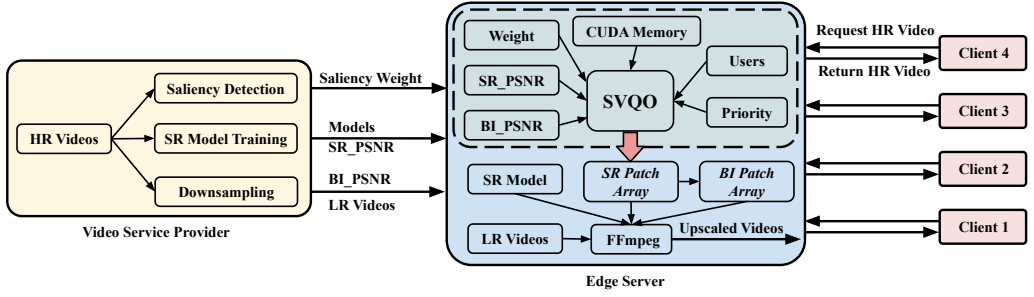 HR Videos
Saliency Detection
SR Model Training
Downsampling
Video Service Provider
Saliency Weight
Models
SR_PSNR
BI_PSNR
LR Videos
Weight
CUDA Memory
SR_PSNR
Users
SVQO
BI_PSNR
Priority
SR Model
SR Patch
Array
BI Patch
Array
LR Videos
FFmpeg
Upscaled Videos
Edge Server
Request HR Video
Return HR Video
Client 4
Client 3
Client 2
Client 1